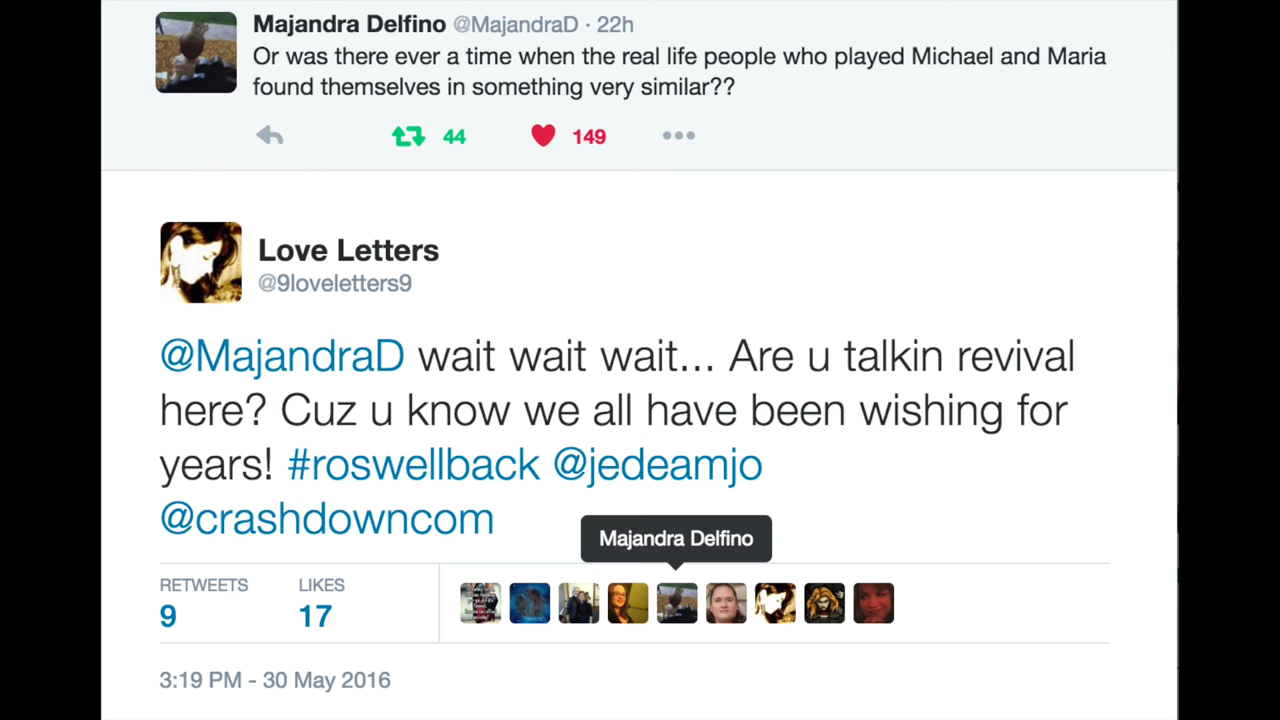 Majandra Delfino @MajandraD · 22h
Or was there ever a time when the real life people who played Michael and Maria
found themselves in something very similar??
44 149
Love Letters
@9loveletters9
@MajandraD wait wait wait... Are u talkin revival
here? Cuz u know we all have been wishing for
years! #roswellback @jedeamjo
@crashdowncom
Majandra Delfino
RETWEETS LIKES
9 17
3:19 PM - 30 May 2016